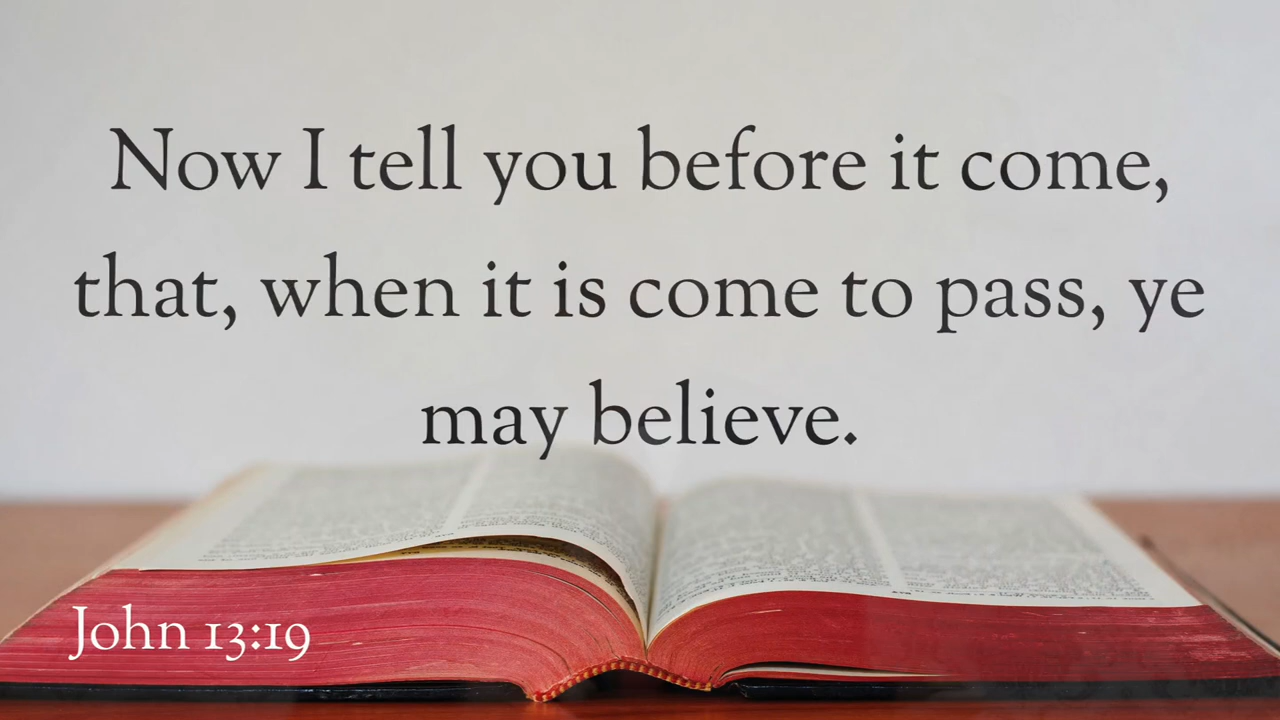 Now I tell you before it come,
that, when it is come to pass, ye
may believe.
John 13:19